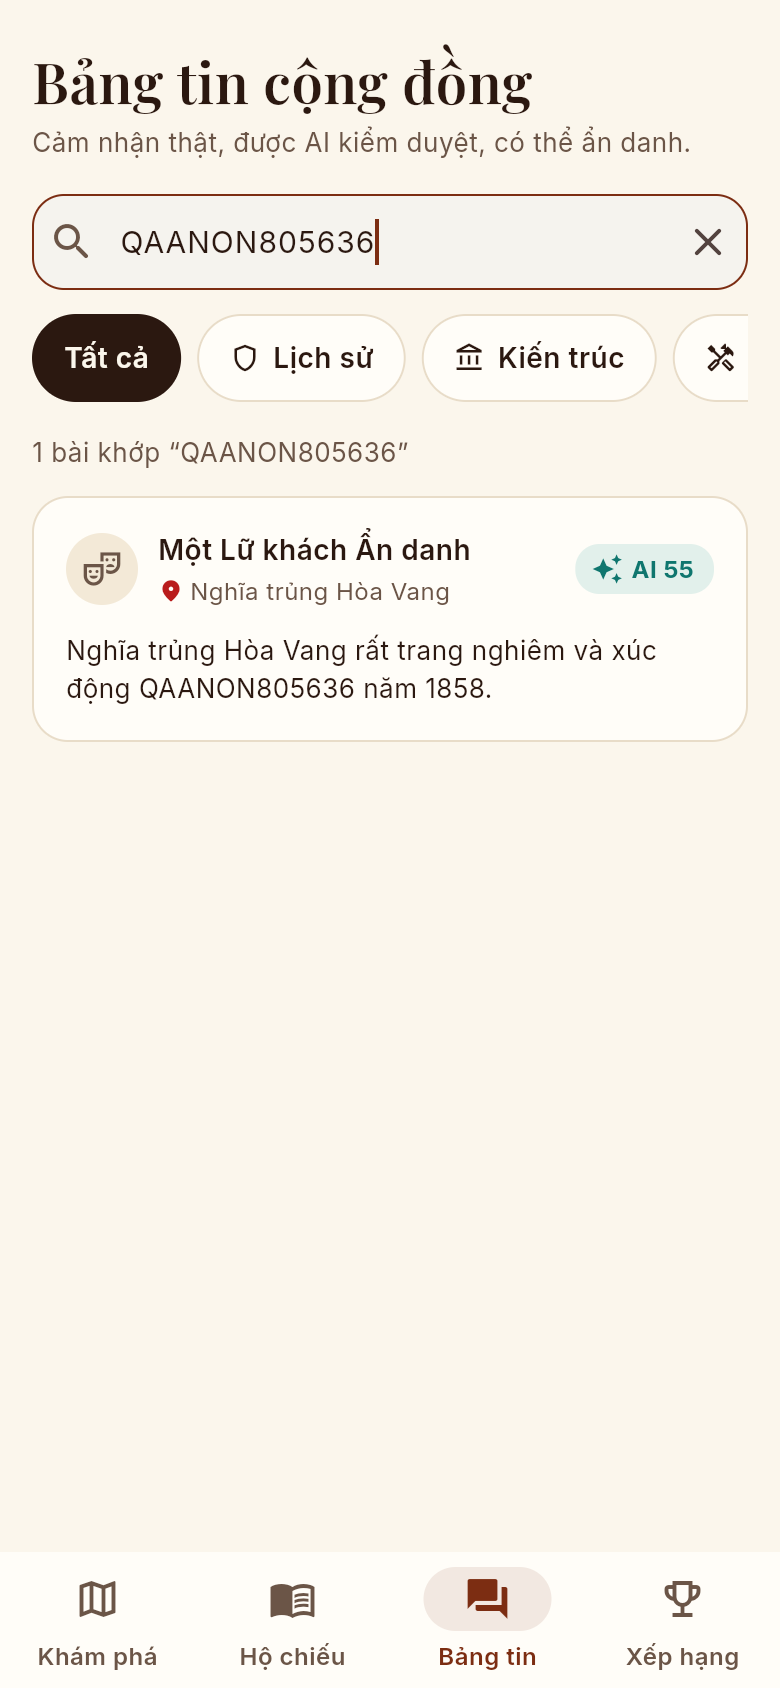 Bảng tin cộng đồng
Cảm nhận thật, được AI kiểm duyệt, có thể ẩn danh.
QAANON805636
Tất cả
Lịch sử
Kiến trúc
1 bài khớp “QAANON805636”
Một Lữ khách Ẩn danh
Nghĩa trủng Hòa Vang
AI 55
Nghĩa trủng Hòa Vang rất trang nghiêm và xúc
động QAANON805636 năm 1858.
Khám phá
Hộ chiếu
Bảng tin
Xếp hạng